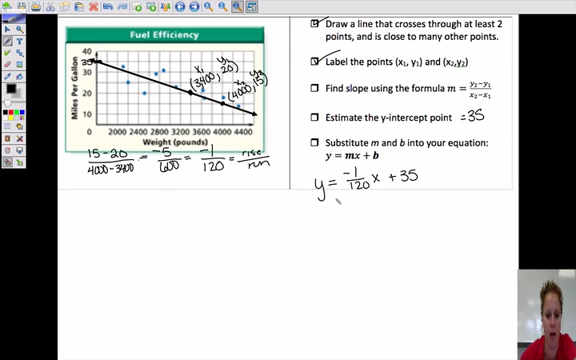 Fuel Efficiency
Miles Per Gallon
40
35
30
20
10
0
2000 2400 2800 3200 3600 4000 4400
Weight (pounds)
x₁ y₁
(3400, 20)
x₂ y₂
(4000, 15)
15-20 / 4000-3400 = -5/600 = -1/120 = rise/run
Draw a line that crosses through at least 2
points, and is close to many other points.
Label the points (x₁, y₁) and (x₂,y₂)
Find slope using the formula m = y₂−y₁ / x₂−x₁
Estimate the y-intercept point =35
Substitute m and b into your equation:
y = mx + b
y = -1/120 x + 35